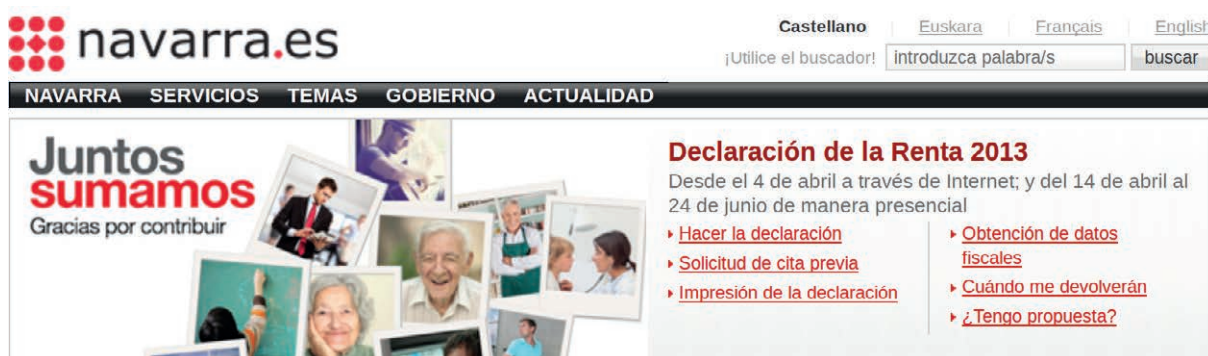 navarra.es
Castellano Euskara Français English
¡Utilice el buscador! introduzca palabra/s buscar
NAVARRA SERVICIOS TEMAS GOBIERNO ACTUALIDAD
Juntos
sumamos
Gracias por contribuir
Declaración de la Renta 2013
Desde el 4 de abril a través de Internet; y del 14 de abril al
24 de junio de manera presencial
Hacer la declaración
Solicitud de cita previa
Impresión de la declaración
Obtención de datos
fiscales
Cuándo me devolverán
¿Tengo propuesta?